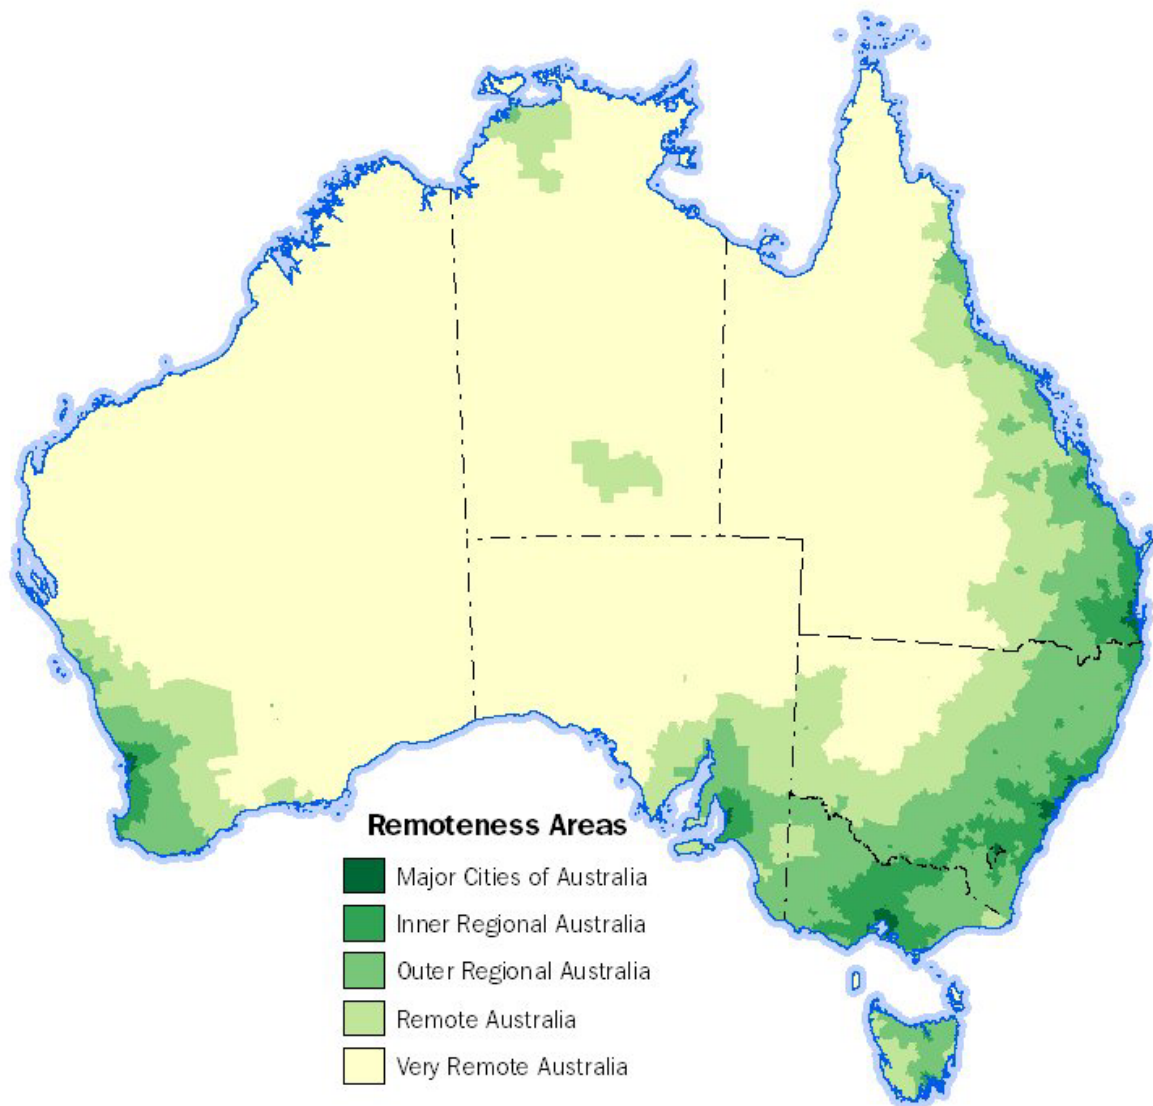 Remoteness Areas
Major Cities of Australia
Inner Regional Australia
Outer Regional Australia
Remote Australia
Very Remote Australia